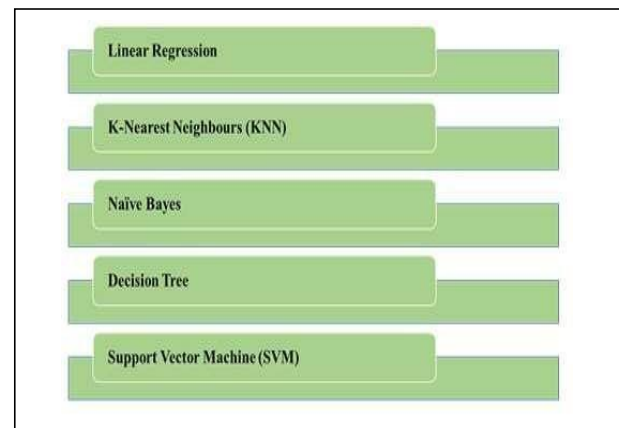 Linear Regression
K-Nearest Neighbours (KNN)
Naïve Bayes
Decision Tree
Support Vector Machine (SVM)